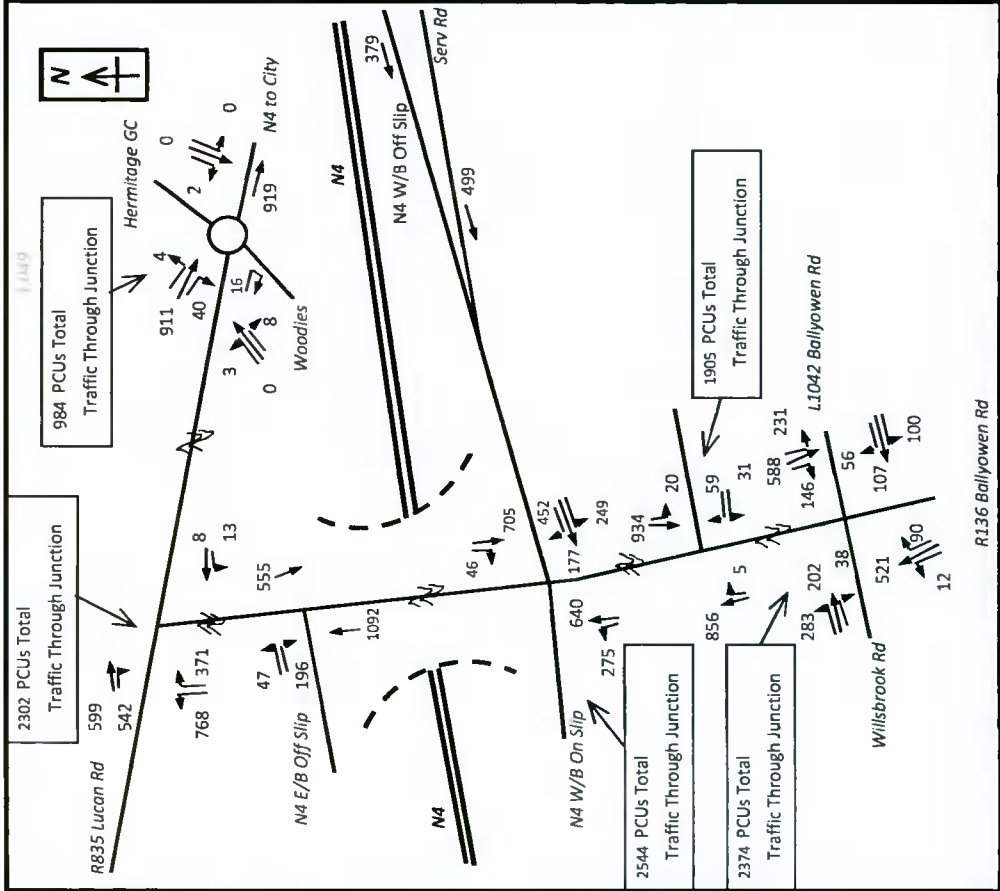 1,049
N
984 PCUs Total
Traffic Through Junction
Hermitage GC
0
2
0
N4 to City
919
4
911
40
16
3
8
0
Woodies
2302 PCUs Total
Traffic Through Junction
R835 Lucan Rd
599
542
8
13
768
371
555
N4
379
N4 W/B Off Slip
Serv Rd
499
47
196
N4 E/B Off Slip
1092
N4
46
705
452
177
249
640
275
N4 W/B On Slip
2544 PCUs Total
Traffic Through Junction
934
20
59
31
1905 PCUs Total
Traffic Through Junction
856
5
2374 PCUs Total
Traffic Through Junction
588
231
146
L1042 Ballyowen Rd
56
107
100
283
202
38
Willsbrook Rd
521
90
12
R136 Ballyowen Rd